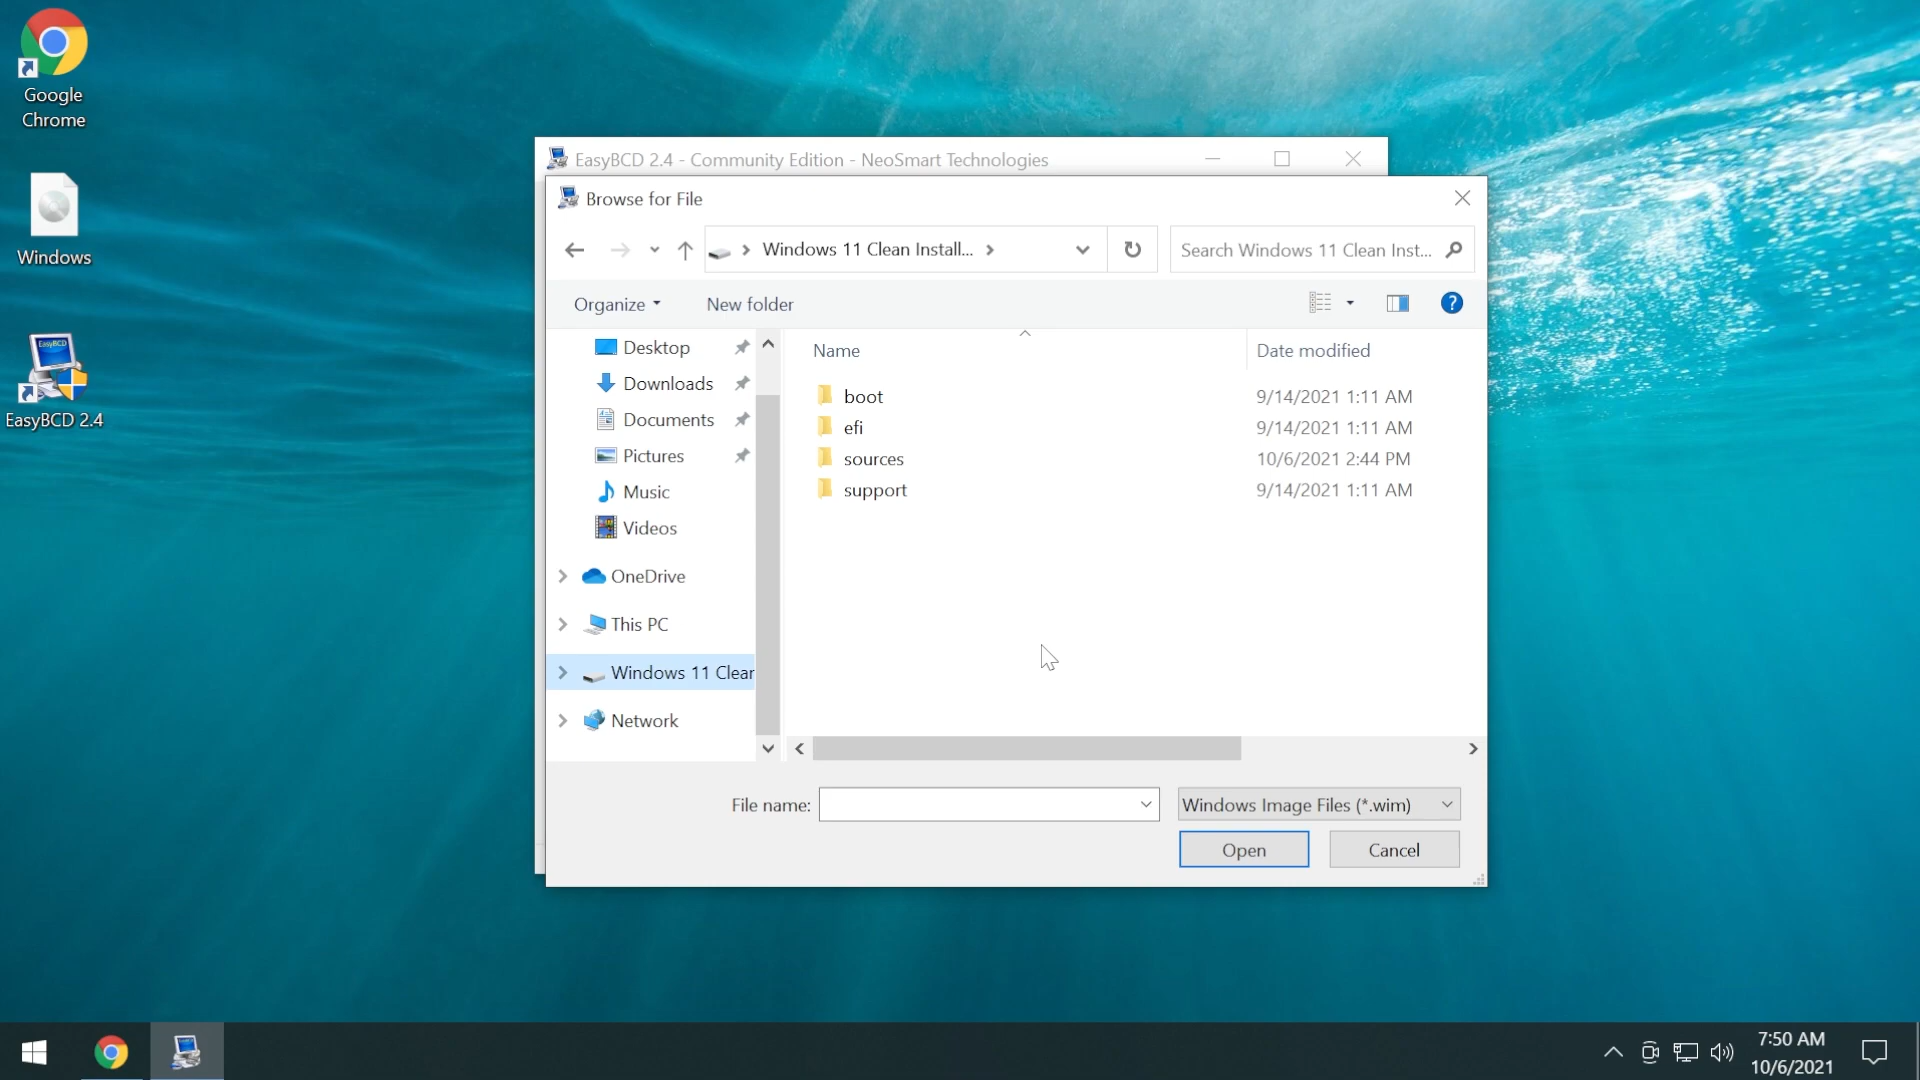 Google
Chrome
Windows
EasyBCD
EasyBCD 2.4
EasyBCD 2.4 - Community Edition - NeoSmart Technologies
Browse for File
Windows 11 Clean Install...
Search Windows 11 Clean Inst...
Organize
New folder
?
Desktop
Downloads
Documents
Pictures
Music
Videos
OneDrive
This PC
Windows 11 Clear
Network
Name
Date modified
boot
9/14/2021 1:11 AM
efi
9/14/2021 1:11 AM
sources
10/6/2021 2:44 PM
support
9/14/2021 1:11 AM
File name:
Windows Image Files (*.wim)
Open
Cancel
7:50 AM
10/6/2021